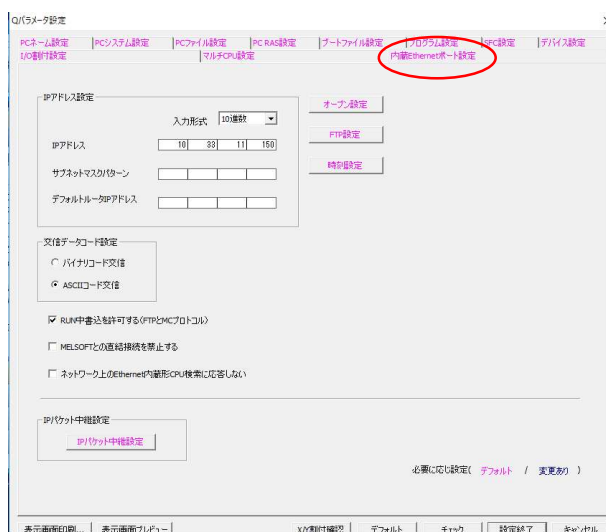 Qパラメータ設定
PCネーム設定 |PCシステム設定 |PCファイル設定 |PC RAS設定 |ブートファイル設定 |プログラム設定 |SFC設定 |デバイス設定
I/O割付設定 |マルチCPU設定 内蔵Ethernetポート設定
IPアドレス設定
入力形式 10進数
オープン設定
FTP設定
IPアドレス 10 33 11 150
時刻設定
サブネットマスクパターン
デフォルトルータIPアドレス
交信データコード設定
バイナリコード交信
ASCIIコード交信
RUN中書込を許可する(FTPとMCプロトコル)
MELSOFTとの直結接続を禁止する
ネットワーク上のEthernet内蔵形CPU検索に応答しない
IPパケット中継設定
IPパケット中継設定
必要に応じ設定( デフォルト / 変更あり )
表示画面印刷... 表示画面プレビュー X/Y割付確認 デフォルト チェック 設定終了 キャンセル